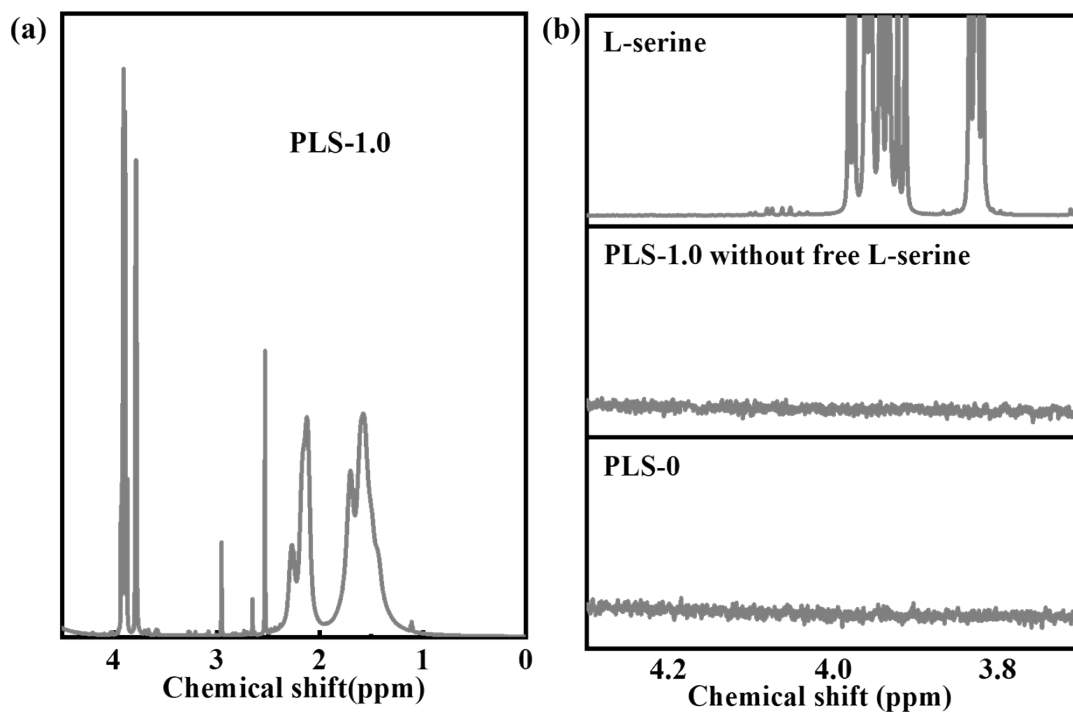 (a)
PLS-1.0
4 3 2 1 0
Chemical shift(ppm)
(b)
L-serine
PLS-1.0 without free L-serine
PLS-0
4.2 4.0 3.8
Chemical shift (ppm)